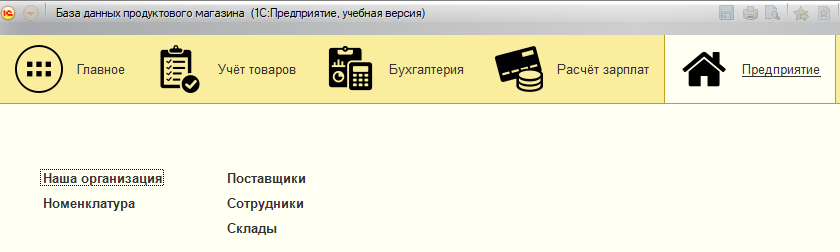 База данных продуктового магазина (1С:Предприятие, учебная версия)
Главное Учёт товаров Бухгалтерия Расчёт зарплат Предприятие
Наша организация Поставщики
Номенклатура Сотрудники
Склады